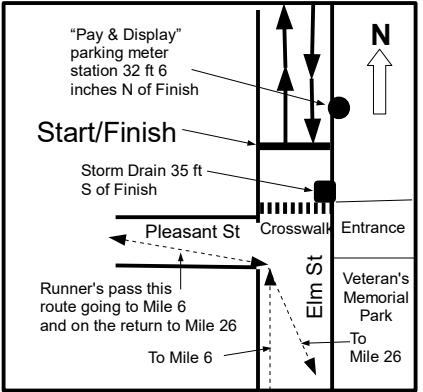 “Pay & Display”
parking meter
station 32 ft 6
inches N of Finish
N
Start/Finish
Storm Drain 35 ft
S of Finish
Pleasant St
Crosswalk
Entrance
Elm St
Runner's pass this
route going to Mile 6
and on the return to Mile 26
Veteran's
Memorial
Park
To Mile 6
To
Mile 26